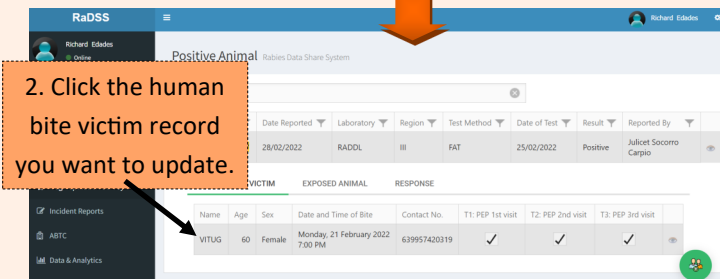 RaDSS
Richard Edades
Richard Edades
Online
Positive Animal Rabies Data Share System
2. Click the human
bite victim record
you want to update.
Date Reported Laboratory Region Test Method Date of Test Result Reported By
28/02/2022 RADDL III FAT 25/02/2022 Positive Julicet Socorro
Carpio
EXPOSED ANIMAL RESPONSE
Incident Reports
ABTC
Data & Analytics
Name Age Sex Date and Time of Bite Contact No. T1: PEP 1st visit T2: PEP 2nd visit T3: PEP 3rd visit
VITUG 60 Female Monday, 21 February 2022
7:00 PM 639957420319